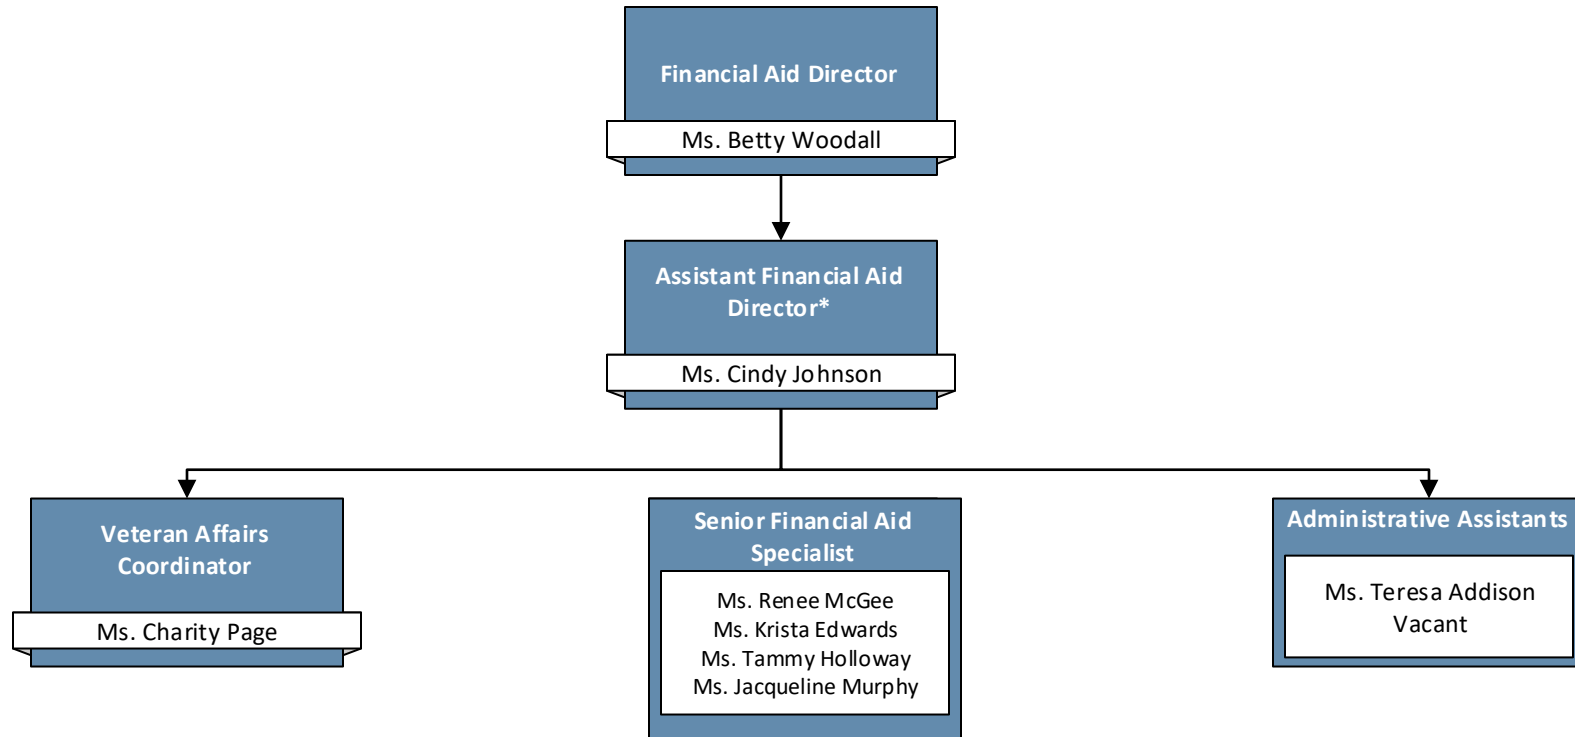 Financial Aid Director
Ms. Betty Woodall
Assistant Financial Aid
Director*
Ms. Cindy Johnson
Veteran Affairs
Coordinator
Ms. Charity Page
Senior Financial Aid
Specialist
Ms. Renee McGee
Ms. Krista Edwards
Ms. Tammy Holloway
Ms. Jacqueline Murphy
Administrative Assistants
Ms. Teresa Addison
Vacant